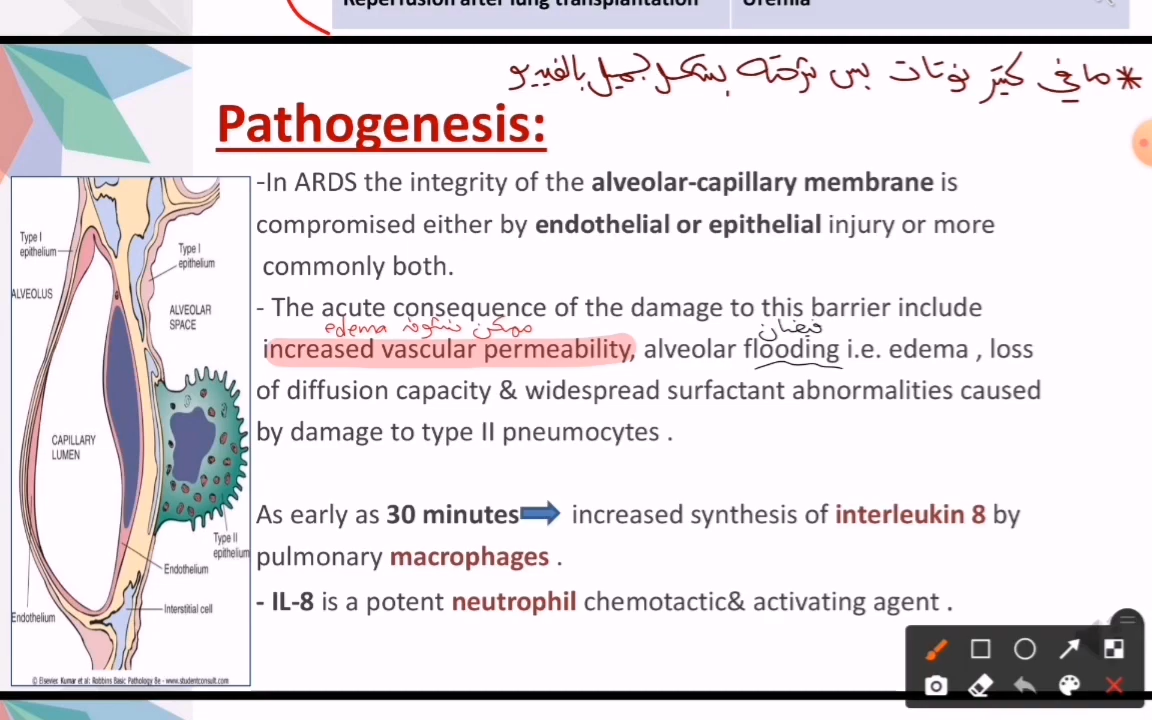 Reperfusion after lung transplantation
Uremia
* ما في كثير نوتات بس شرحته بشكل جميل بالفيديو
Pathogenesis:
-In ARDS the integrity of the alveolar-capillary membrane is
compromised either by endothelial or epithelial injury or more
commonly both.
- The acute consequence of the damage to this barrier include
ممكن نسكونه edema
فيضان
increased vascular permeability, alveolar flooding i.e. edema , loss
of diffusion capacity & widespread surfactant abnormalities caused
by damage to type II pneumocytes .
As early as 30 minutes increased synthesis of interleukin 8 by
pulmonary macrophages .
- IL-8 is a potent neutrophil chemotactic& activating agent .
Type I
epithelium
Type I
epithelium
ALVEOLUS
ALVEOLAR
SPACE
CAPILLARY
LUMEN
Type II
epithelium
Endothelium
Interstitial cell
Endothelium
© Elsevier. Kumar et al: Robbins Basic Pathology 8e - www.studentconsult.com